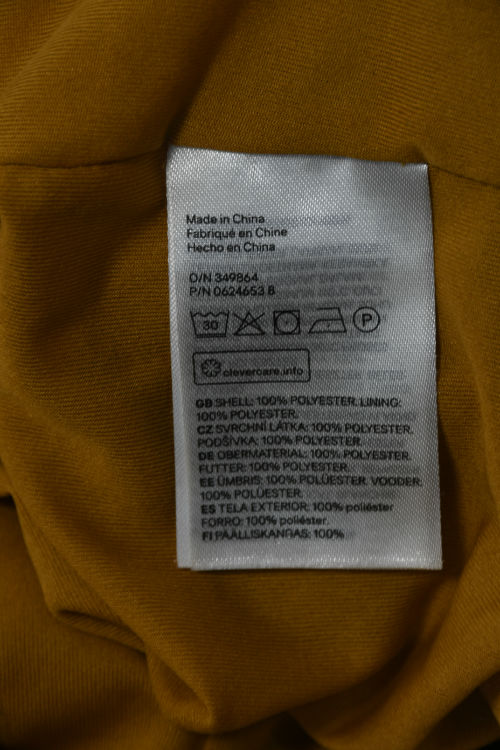 Made in China
Fabriqué en Chine
Hecho en China
O/N 349864
P/N 0624653 8
30
P
clevercare.info
GB SHELL: 100% POLYESTER. LINING:
100% POLYESTER.
CZ SVRCHNÍ LÁTKA: 100% POLYESTER.
PODŠÍVKA: 100% POLYESTER.
DE OBERMATERIAL: 100% POLYESTER.
FUTTER: 100% POLYESTER.
EE ÜMBRIS: 100% POLÜESTER. VOODER:
100% POLÜESTER.
ES TELA EXTERIOR: 100% poliéster
FORRO: 100% poliéster.
FI PÄÄLLISKANGAS: 100%